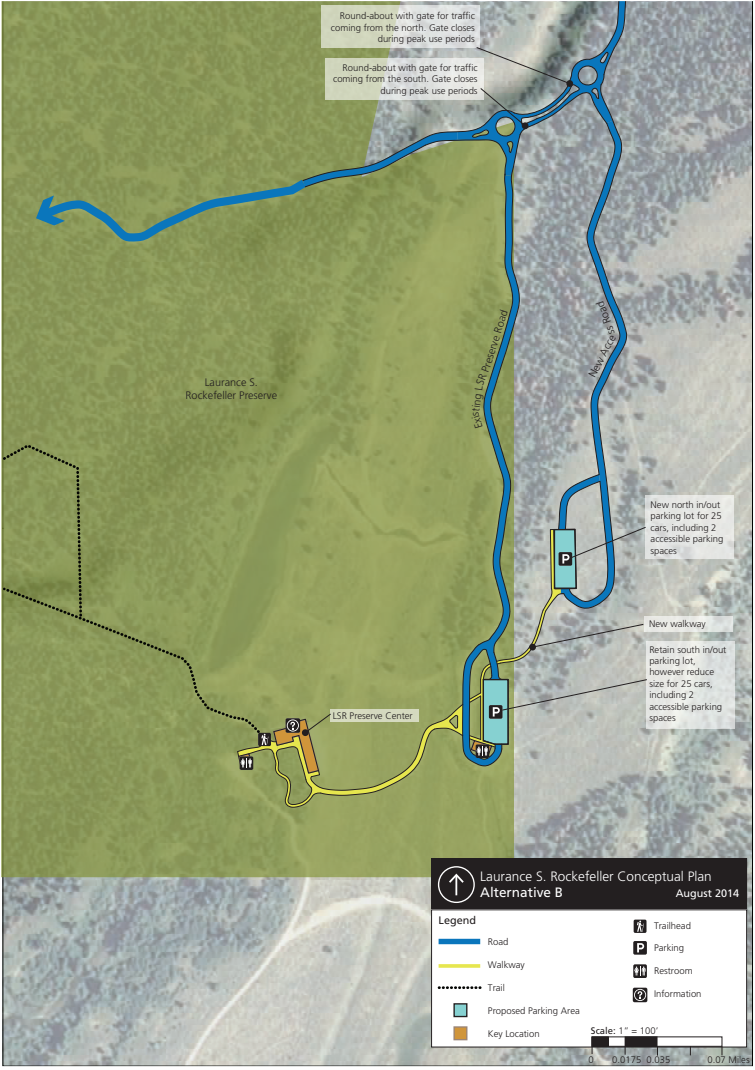 Round-about with gate for traffic
coming from the north. Gate closes
during peak use periods
Round-about with gate for traffic
coming from the south. Gate closes
during peak use periods
Existing LSR Preserve Road
New Access Road
Laurance S.
Rockefeller Preserve
New north in/out
parking lot for 25
cars, including 2
accessible parking
spaces
P
New walkway
Retain south in/out
parking lot,
however reduce
size for 25 cars,
including 2
accessible parking
spaces
P
LSR Preserve Center
?
Laurance S. Rockefeller Conceptual Plan
Alternative B
August 2014
Legend
Road
Walkway
Trail
Proposed Parking Area
Key Location
Trailhead
P Parking
Restroom
? Information
Scale: 1" = 100'
0 0.0175 0.035 0.07 Miles